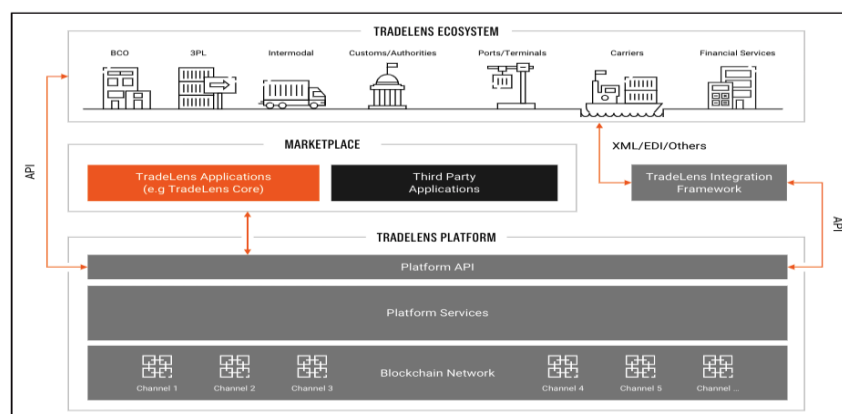 TRADELENS ECOSYSTEM
BCO
3PL
Intermodal
Customs/Authorities
Ports/Terminals
Carriers
Financial Services
API
MARKETPLACE
TradeLens Applications
(e.g TradeLens Core)
Third Party
Applications
XML/EDI/Others
TradeLens Integration
Framework
API
TRADELENS PLATFORM
Platform API
Platform Services
Blockchain Network
Channel 1
Channel 2
Channel 3
Channel 4
Channel 5
Channel ...